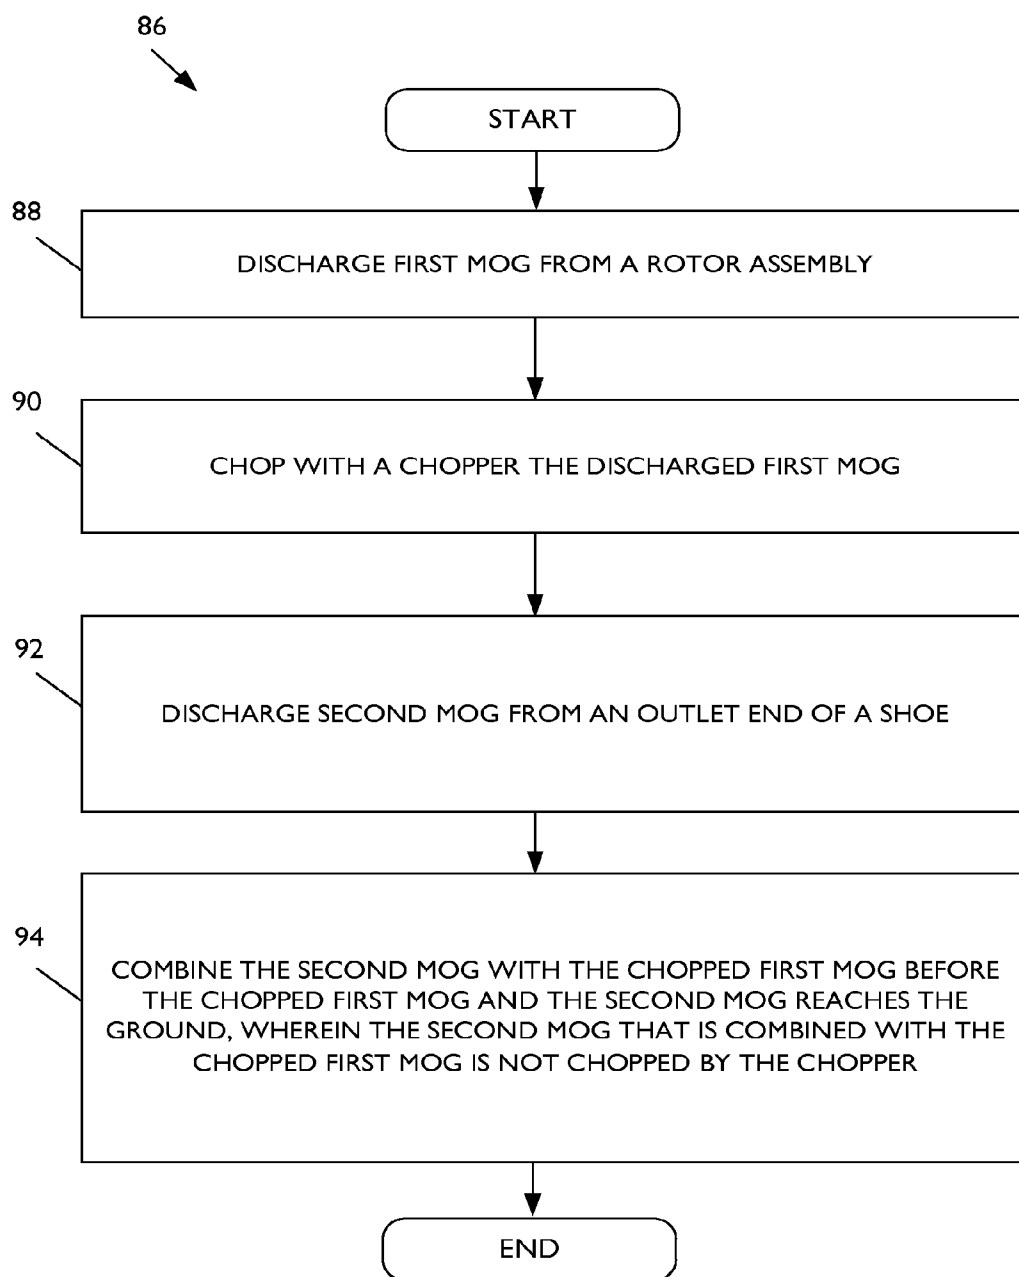 86
START
88
DISCHARGE FIRST MOG FROM A ROTOR ASSEMBLY
90
CHOP WITH A CHOPPER THE DISCHARGED FIRST MOG
92
DISCHARGE SECOND MOG FROM AN OUTLET END OF A SHOE
94
COMBINE THE SECOND MOG WITH THE CHOPPED FIRST MOG BEFORE
THE CHOPPED FIRST MOG AND THE SECOND MOG REACHES THE
GROUND, WHEREIN THE SECOND MOG THAT IS COMBINED WITH THE
CHOPPED FIRST MOG IS NOT CHOPPED BY THE CHOPPER
END